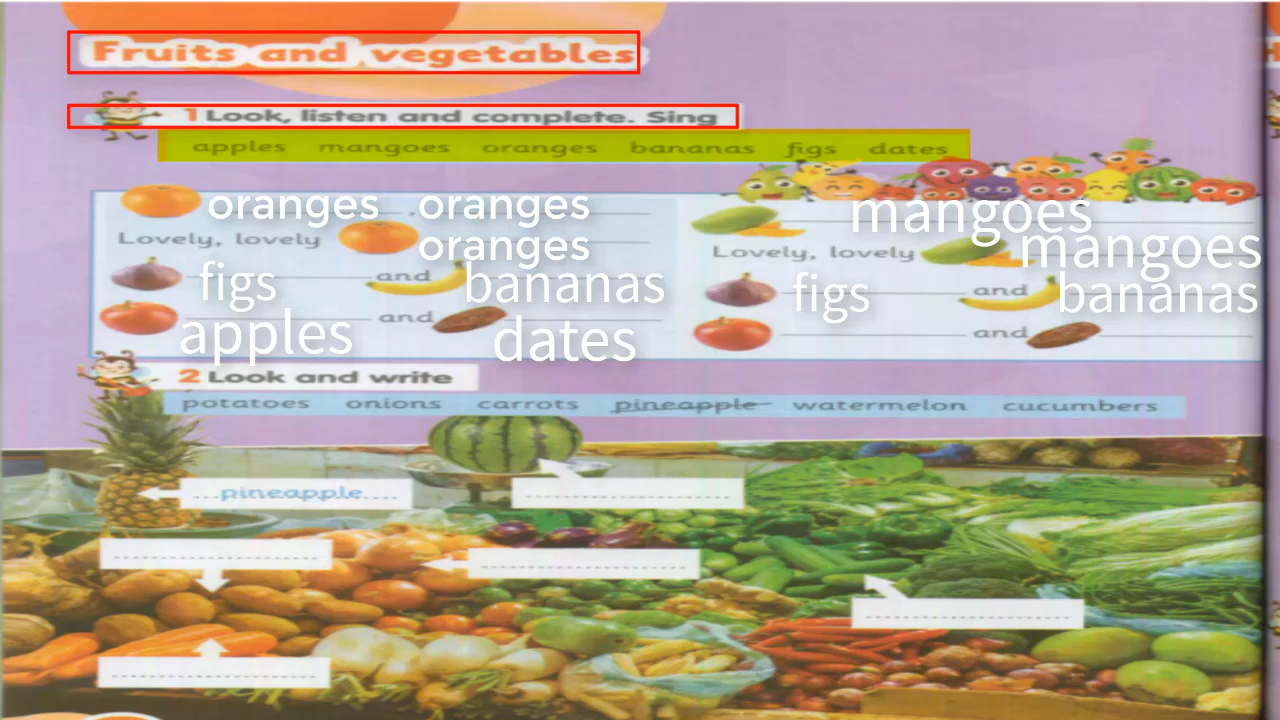 Fruits and vegetables
1 Look, listen and complete. Sing
apples mangoes oranges bananas figs dates
oranges , oranges
Lovely, lovely oranges
figs and bananas
apples and dates
mangoes
Lovely, lovely mangoes
figs and bananas
and
2 Look and write
potatoes onions carrots pineapple watermelon cucumbers
pineapple